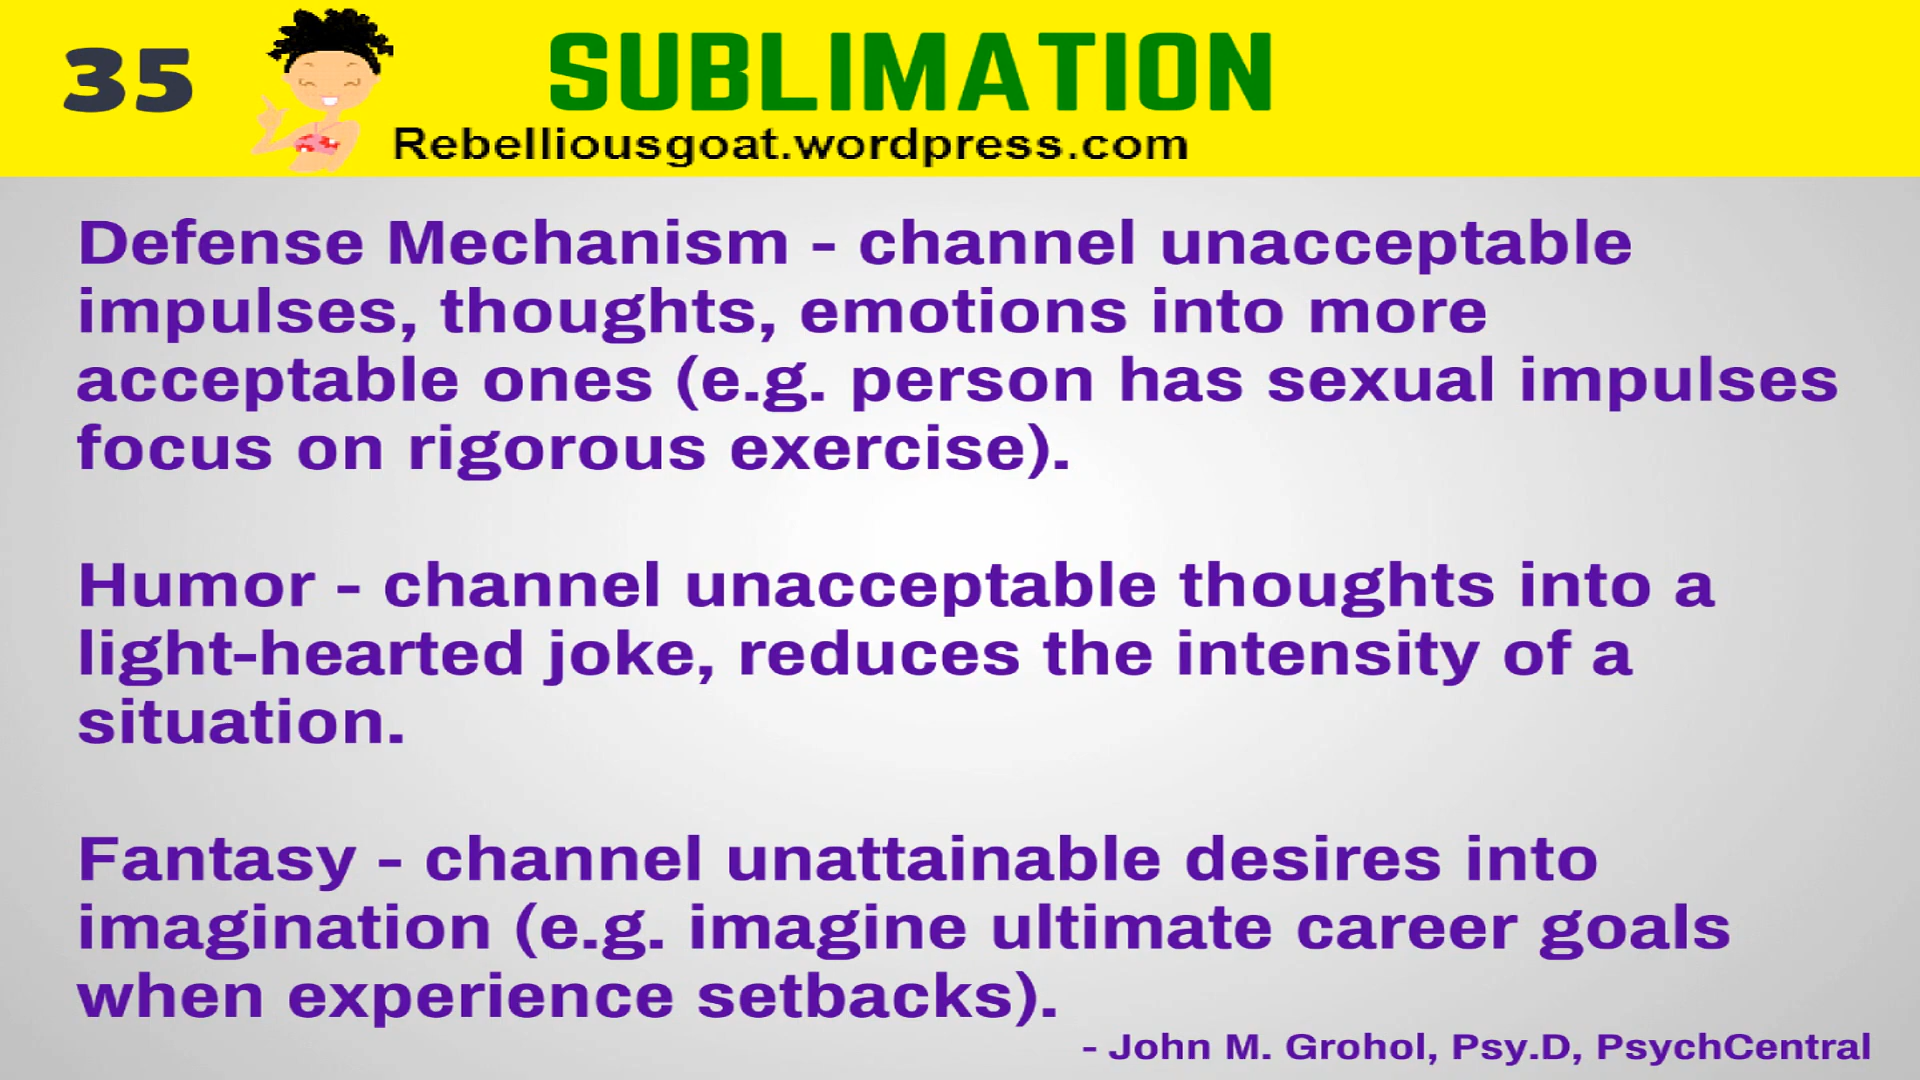 35
SUBLIMATION
Rebelliousgoat.wordpress.com
Defense Mechanism - channel unacceptable
impulses, thoughts, emotions into more
acceptable ones (e.g. person has sexual impulses
focus on rigorous exercise).
Humor - channel unacceptable thoughts into a
light-hearted joke, reduces the intensity of a
situation.
Fantasy - channel unattainable desires into
imagination (e.g. imagine ultimate career goals
when experience setbacks).
- John M. Grohol, Psy.D, PsychCentral